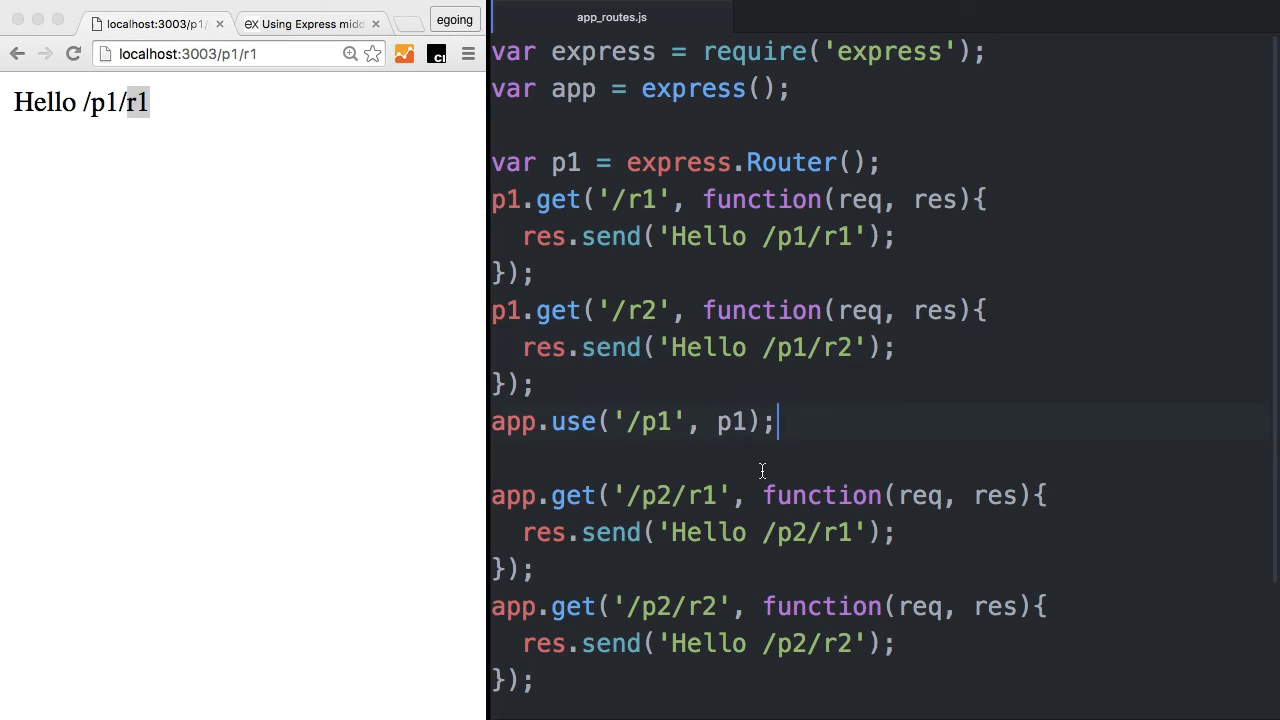 localhost:3003/p1/
Using Express midd
egoing
localhost:3003/p1/r1
Hello /p1/r1
app_routes.js
var express = require('express');
var app = express();
var p1 = express.Router();
p1.get('/r1', function(req, res){
  res.send('Hello /p1/r1');
});
p1.get('/r2', function(req, res){
  res.send('Hello /p1/r2');
});
app.use('/p1', p1);
app.get('/p2/r1', function(req, res){
  res.send('Hello /p2/r1');
});
app.get('/p2/r2', function(req, res){
  res.send('Hello /p2/r2');
});